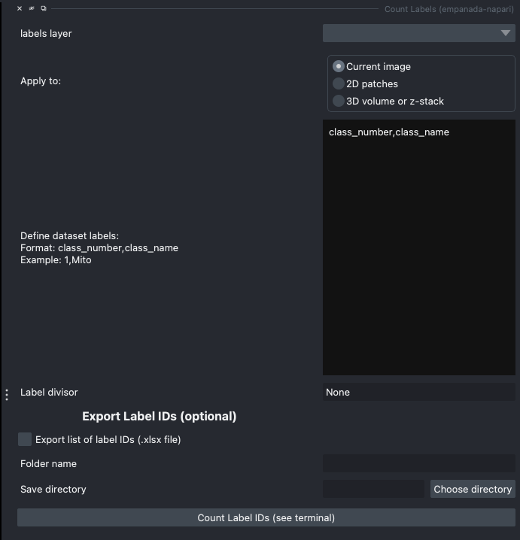 Count Labels (empanada-napari)
labels layer
Apply to:
Current image
2D patches
3D volume or z-stack
class_number,class_name
Define dataset labels:
Format: class_number,class_name
Example: 1,Mito
Label divisor
None
Export Label IDs (optional)
Export list of label IDs (.xlsx file)
Folder name
Save directory
Choose directory
Count Label IDs (see terminal)